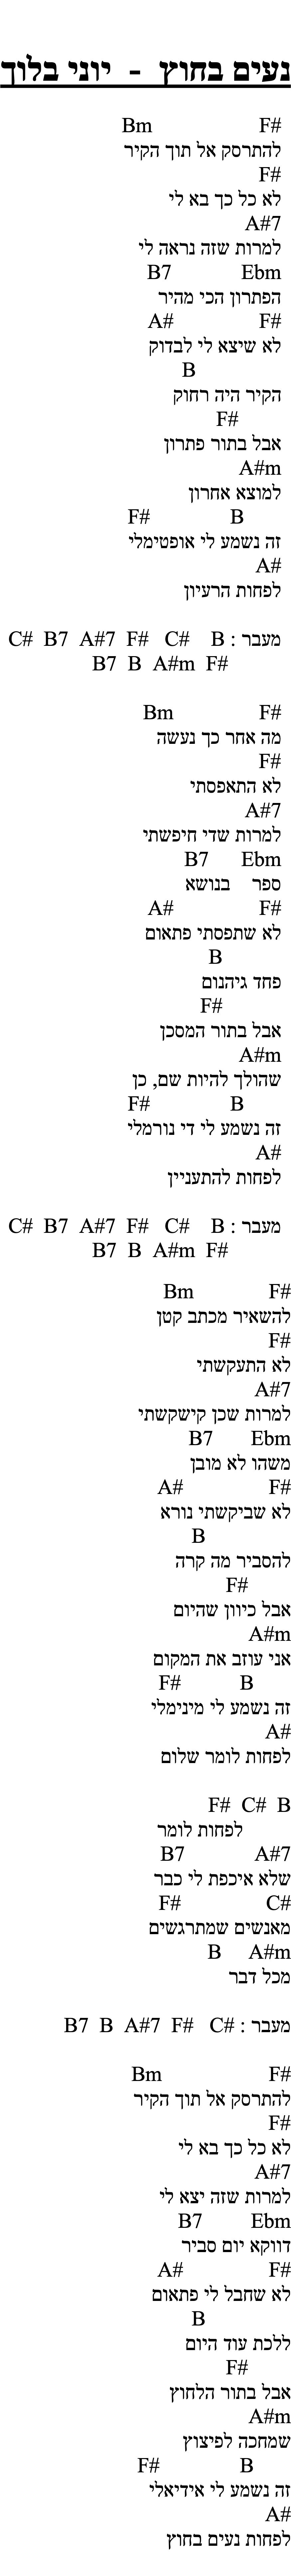 נעים בחוץ - יוני בלוך
Bm F#
להתרסק אל תוך הקיר
F#
לא כל כך בא לי
A#7
למרות שזה נראה לי
B7 Ebm
הפתרון הכי מהיר
A# F#
לא שיצא לי לבדוק
B
הקיר היה רחוק
F#
אבל בתור פתרון
A#m
למוצא אחרון
F# B
זה נשמע לי אופטימלי
A#
לפחות הרעיון
מעבר : C# B7 A#7 F# C# B
B7 B A#m F#
Bm F#
מה אחר כך נעשה
F#
לא התאפסתי
A#7
למרות שדי חיפשתי
B7 Ebm
ספר בנושא
A# F#
לא שתפסתי פתאום
B
פחד גיהנום
F#
אבל בתור המסכן
A#m
שהולך להיות שם, כן
F# B
זה נשמע לי די נורמלי
A#
לפחות להתעניין
מעבר : C# B7 A#7 F# C# B
B7 B A#m F#
Bm F#
להשאיר מכתב קטן
F#
לא התעקשתי
A#7
למרות שכן קישקשתי
B7 Ebm
משהו לא מובן
A# F#
לא שביקשתי נורא
B
להסביר מה קרה
F#
אבל כיוון שהיום
A#m
אני עוזב את המקום
F# B
זה נשמע לי מינימלי
A#
לפחות לומר שלום
F# C# B
לפחות לומר
B7 A#7
שלא איכפת לי כבר
F# C#
מאנשים שמתרגשים
B A#m
מכל דבר
מעבר : B7 B A#7 F# C#
Bm F#
להתרסק אל תוך הקיר
F#
לא כל כך בא לי
A#7
למרות שזה יצא לי
B7 Ebm
דווקא יום סביר
A# F#
לא שחבל לי פתאום
B
ללכת עוד היום
F#
אבל בתור הלחוץ
A#m
שמחכה לפיצוץ
F# B
זה נשמע לי אידיאלי
A#
לפחות נעים בחוץ